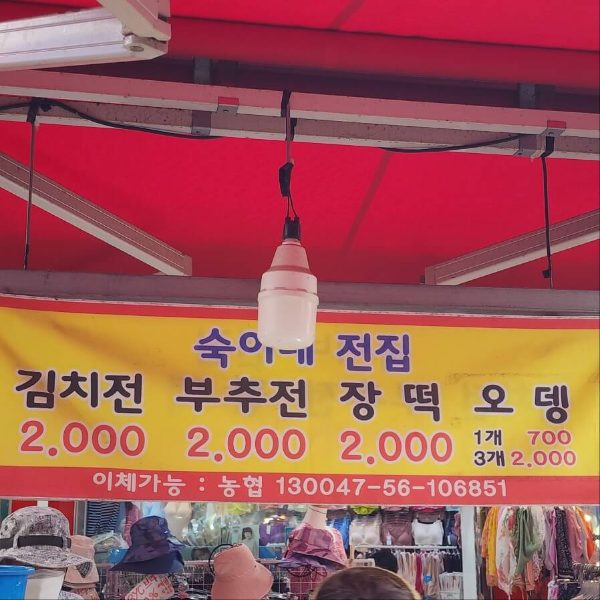 숙이네 전집
김치전 부추전 장떡 오뎅
2.000 2.000 2.000 1개 700
3개 2.000
이체가능 : 농협 130047-56-106851